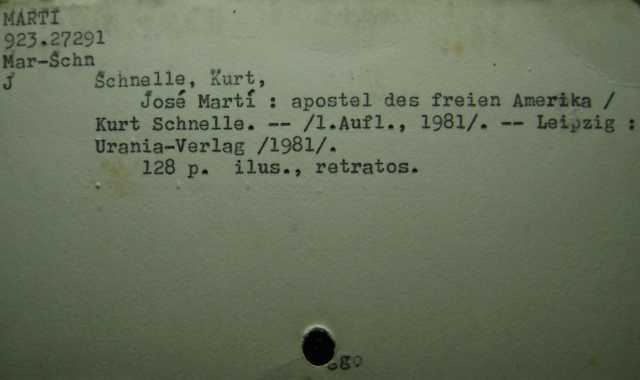 MARTÍ
923.27291
Mar-Schn
J Schnelle, Kurt,
José Martí : apostel des freien Amerika /
Kurt Schnelle. -- /1.Aufl., 1981/. -- Leipzig :
Urania-Verlag /1981/.
128 p. ilus., retratos.
ggo